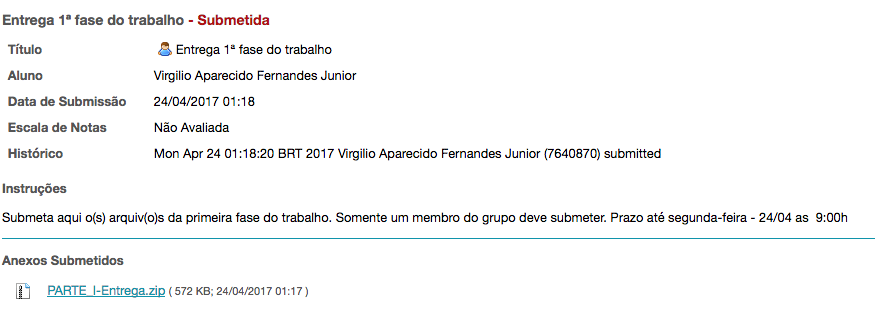 Entrega 1ª fase do trabalho - Submetida
Título Entrega 1ª fase do trabalho
Aluno Virgilio Aparecido Fernandes Junior
Data de Submissão 24/04/2017 01:18
Escala de Notas Não Avaliada
Histórico Mon Apr 24 01:18:20 BRT 2017 Virgilio Aparecido Fernandes Junior (7640870) submitted
Instruções
Submeta aqui o(s) arquiv(o)s da primeira fase do trabalho. Somente um membro do grupo deve submeter. Prazo até segunda-feira - 24/04 as  9:00h
Anexos Submetidos
PARTE_I-Entrega.zip ( 572 KB; 24/04/2017 01:17 )